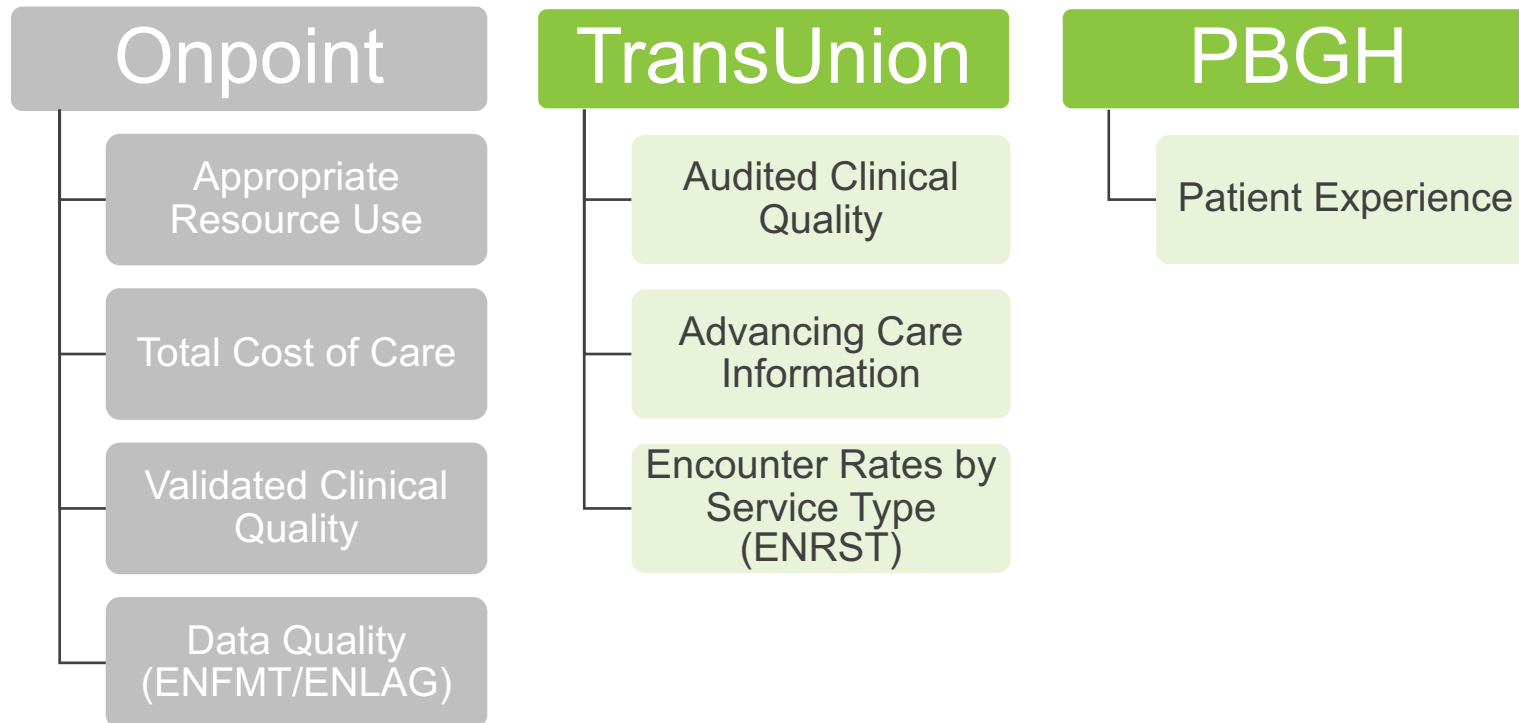 Onpoint
Appropriate
Resource Use
Total Cost of Care
Validated Clinical
Quality
Data Quality
(ENFMT/ENLAG)
TransUnion
Audited Clinical
Quality
Advancing Care
Information
Encounter Rates by
Service Type
(ENRST)
PBGH
Patient Experience